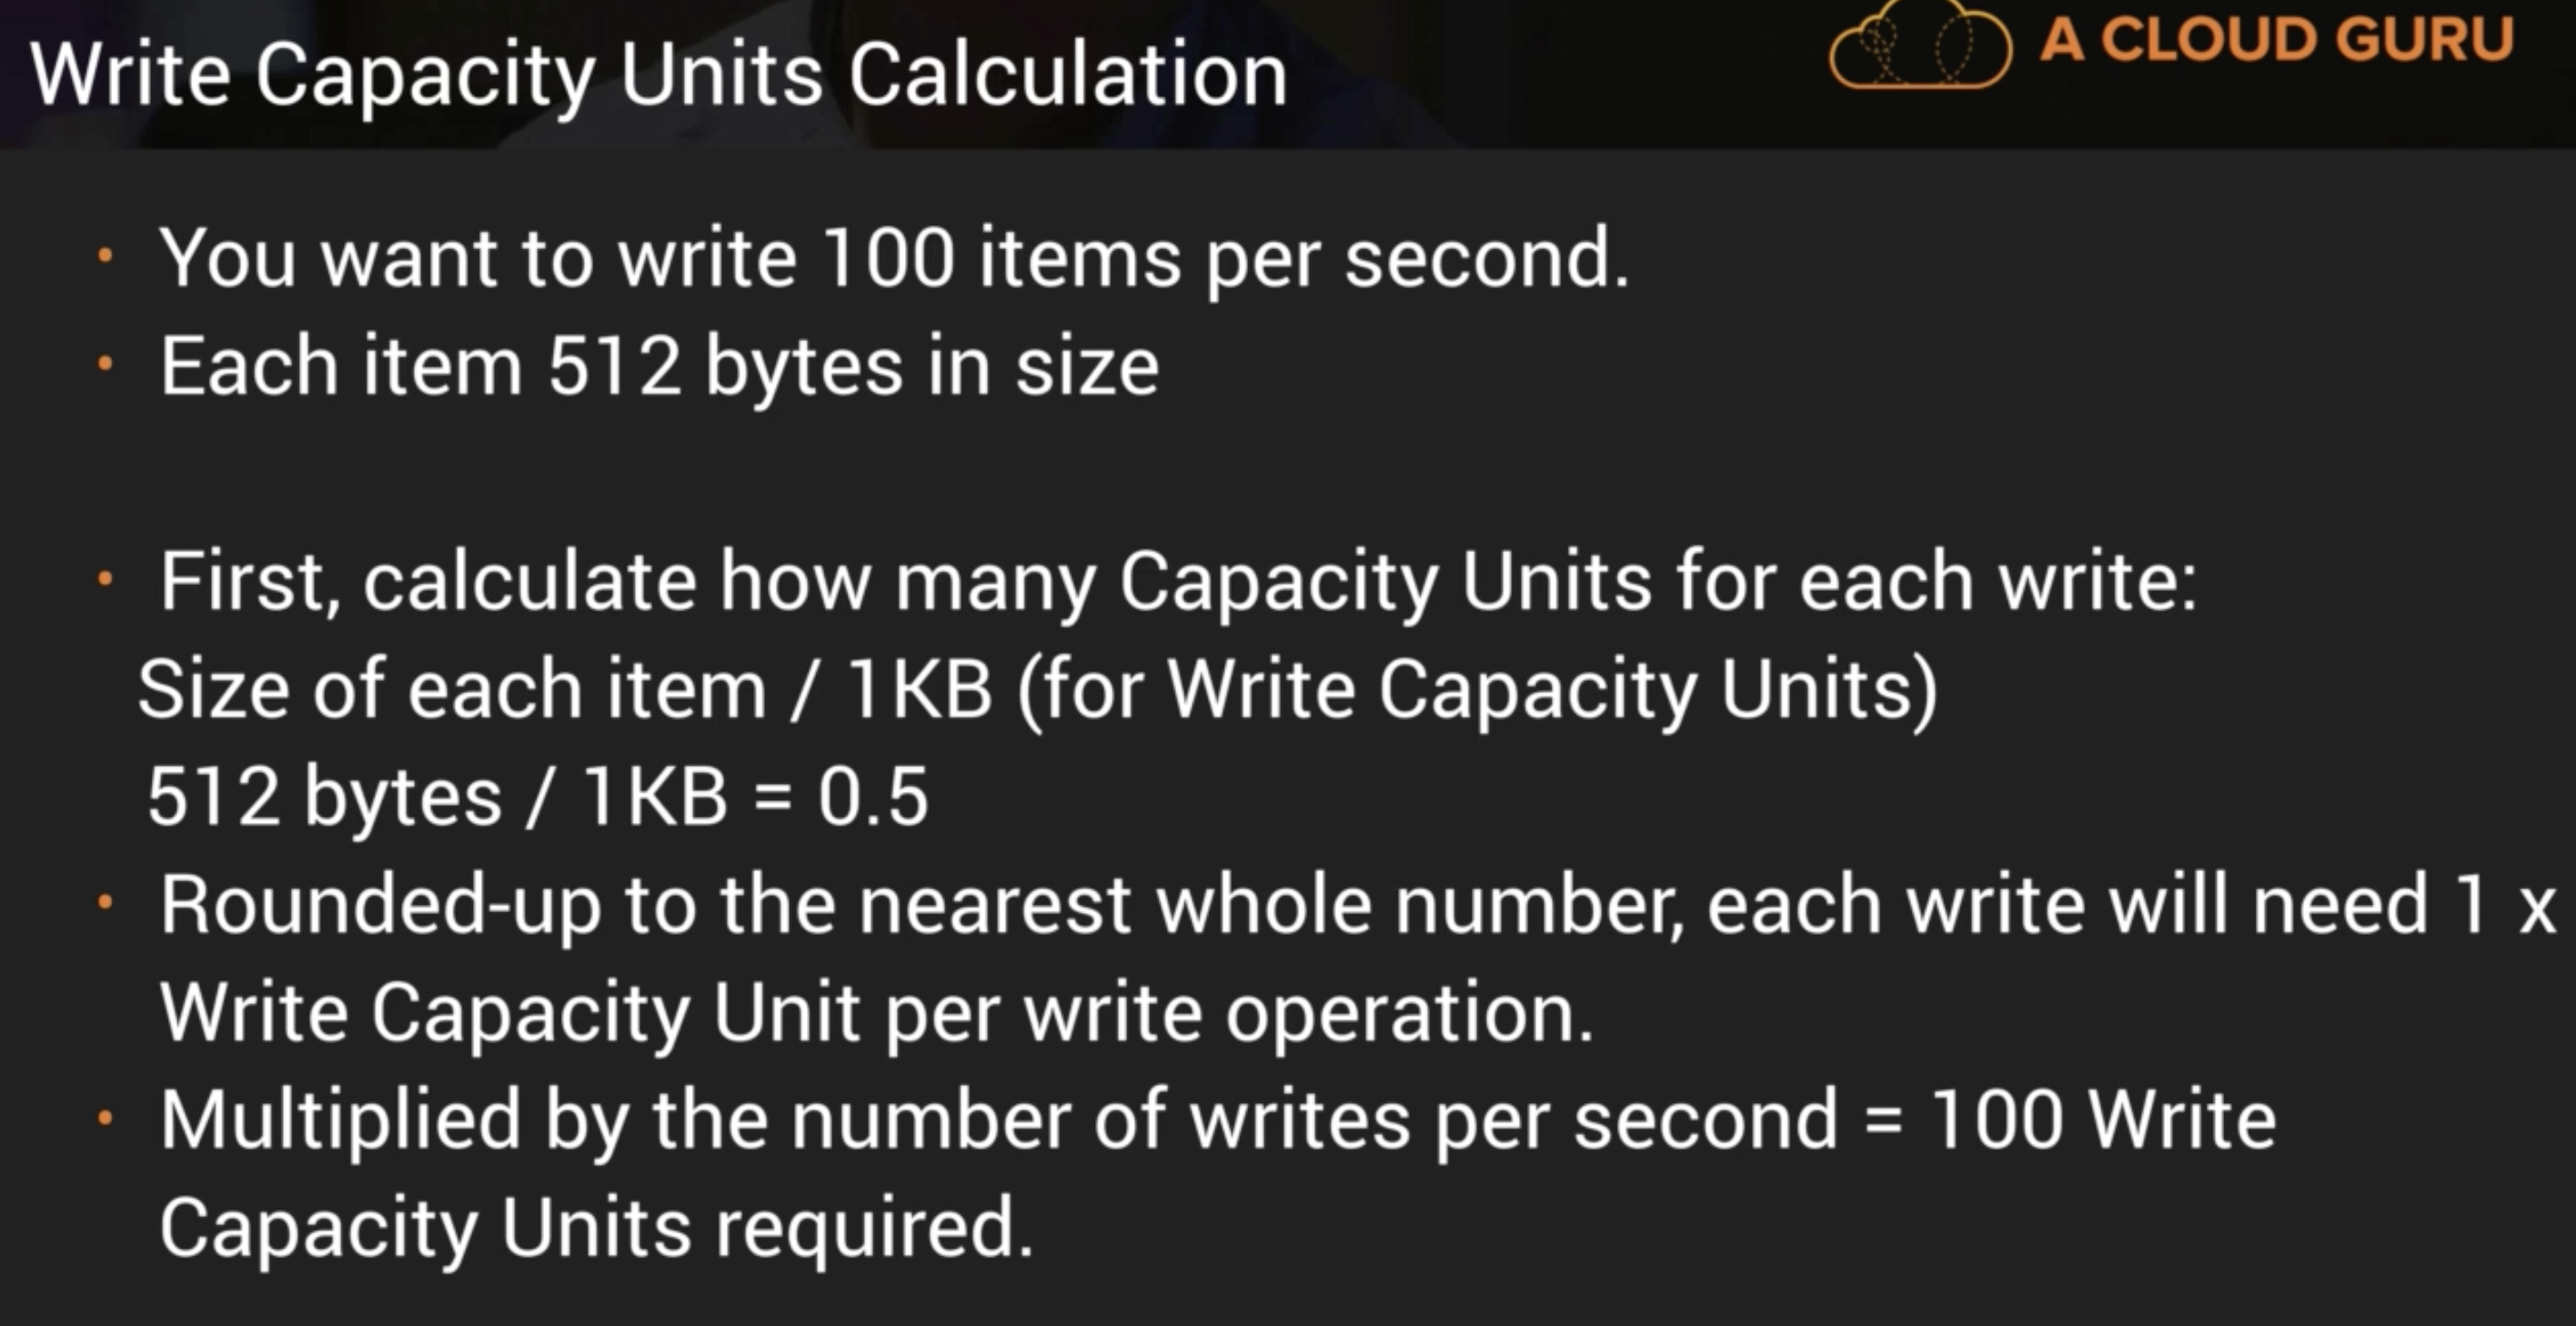 Write Capacity Units Calculation
A CLOUD GURU
• You want to write 100 items per second.
• Each item 512 bytes in size
• First, calculate how many Capacity Units for each write:
Size of each item / 1KB (for Write Capacity Units)
512 bytes / 1KB = 0.5
• Rounded-up to the nearest whole number, each write will need 1 x
Write Capacity Unit per write operation.
• Multiplied by the number of writes per second = 100 Write
Capacity Units required.